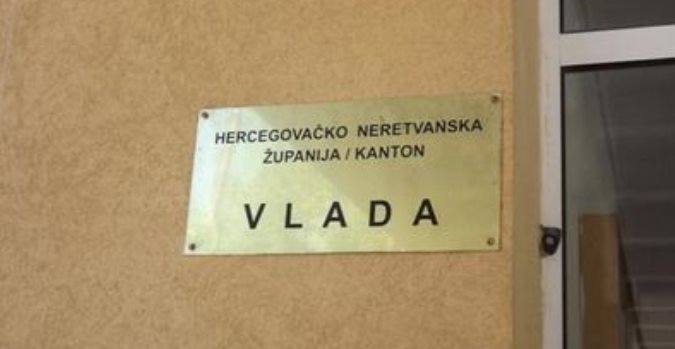 HERCEGOVAČKO NERETVANSKA
ŽUPANIJA / KANTON
VLADA